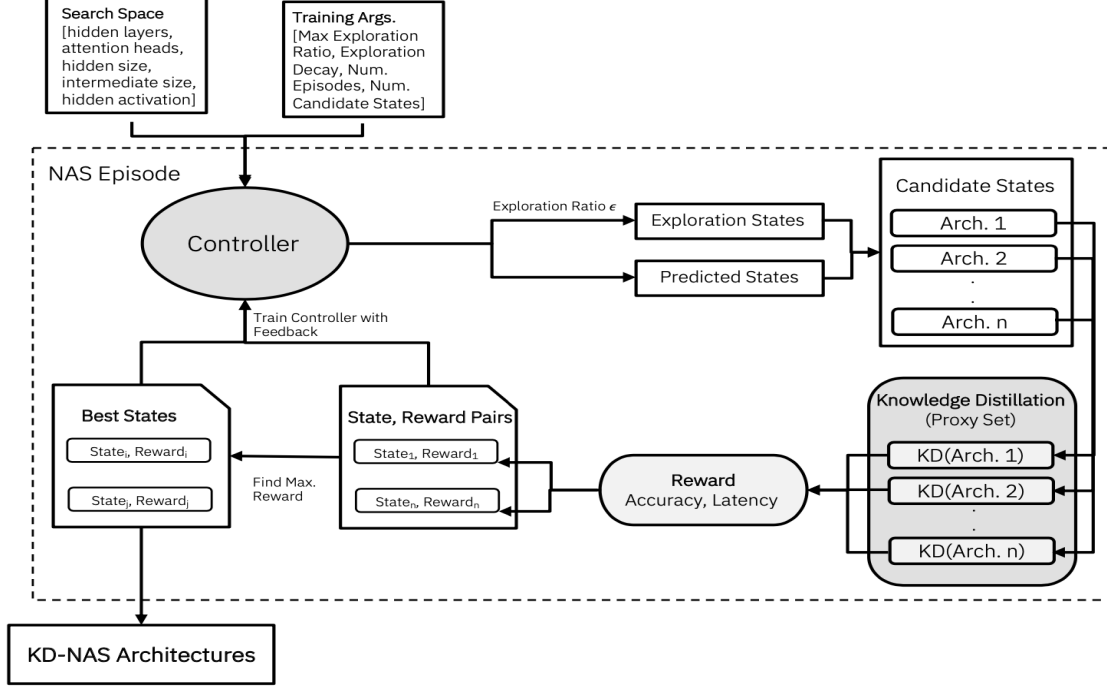 Search Space
[hidden layers,
attention heads,
hidden size,
intermediate size,
hidden activation]
Training Args.
[Max Exploration
Ratio, Exploration
Decay, Num.
Episodes, Num.
Candidate States]
NAS Episode
Controller
Exploration Ratio ϵ
Exploration States
Predicted States
Candidate States
Arch. 1
Arch. 2
.
.
Arch. n
Train Controller with
Feedback
Best States
Stateᵢ, Rewardᵢ
Stateⱼ, Rewardⱼ
Find Max.
Reward
State, Reward Pairs
State₁, Reward₁
Stateₙ, Rewardₙ
Reward
Accuracy, Latency
Knowledge Distillation
(Proxy Set)
KD(Arch. 1)
KD(Arch. 2)
.
.
KD(Arch. n)
KD-NAS Architectures